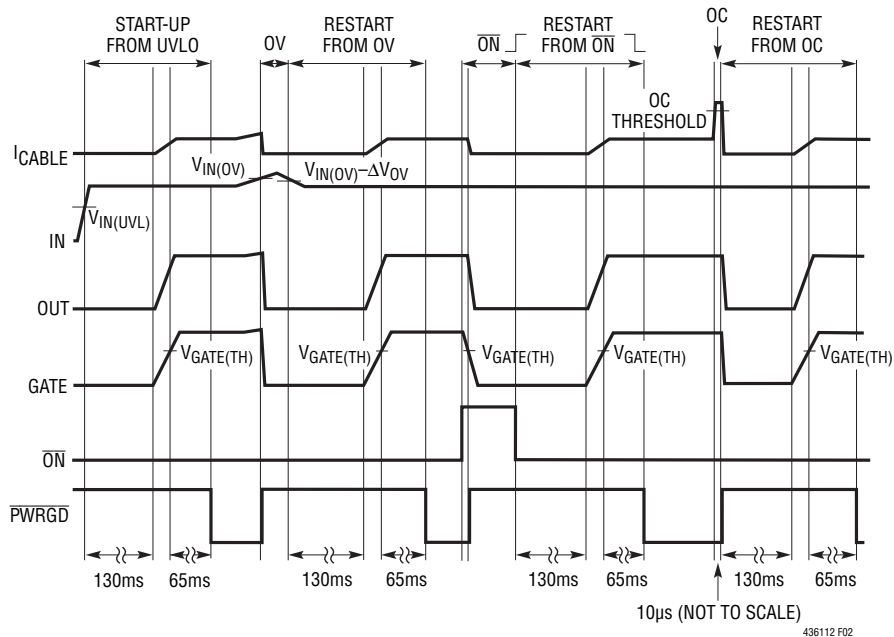 START-UP
FROM UVLO
OV
RESTART
FROM OV
ON
RESTART
FROM ON
OC
RESTART
FROM OC
OC
THRESHOLD
ICABLE
VIN(OV)
VIN(OV)–ΔVOV
VIN(UVL)
IN
OUT
VGATE(TH)
VGATE(TH)
VGATE(TH)
VGATE(TH)
VGATE(TH)
GATE
ON
PWRGD
130ms
65ms
130ms
65ms
130ms
65ms
130ms
65ms
10µs (NOT TO SCALE)
436112 F02